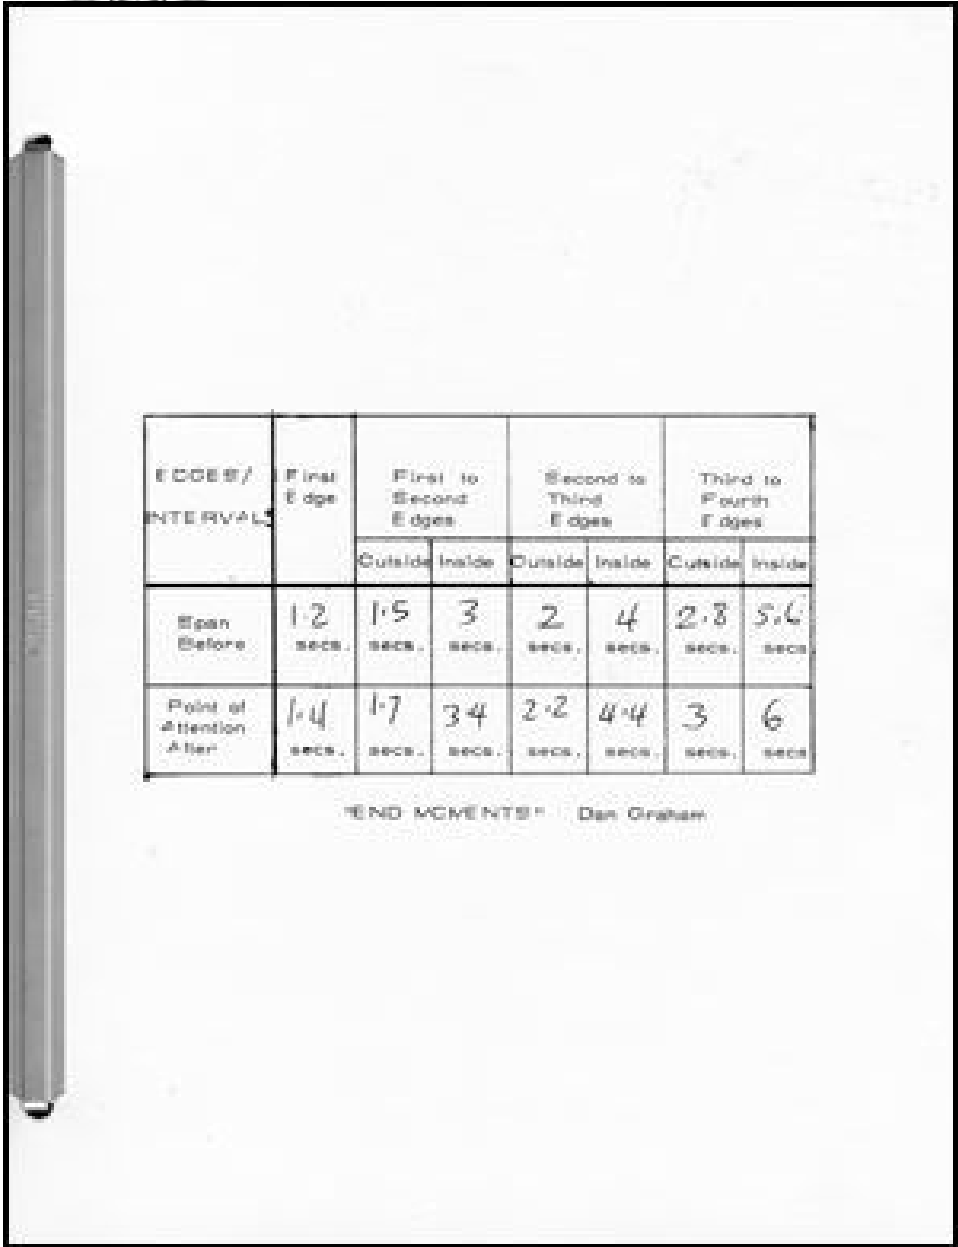 EDGES/
INTERVALS
First
Edge
First to
Second
Edges
Second to
Third
Edges
Third to
Fourth
Edges
Outside Inside Outside Inside Outside Inside
Span
Before
1.2 1.5 3 2 4 2.8 5.6
secs. secs. secs. secs. secs. secs. secs
Point of
Attention
After
1.4 1.7 3 4 2.2 4.4 3 6
secs. secs. secs. secs. secs. secs. secs
"END MOMENTS" Dan Graham